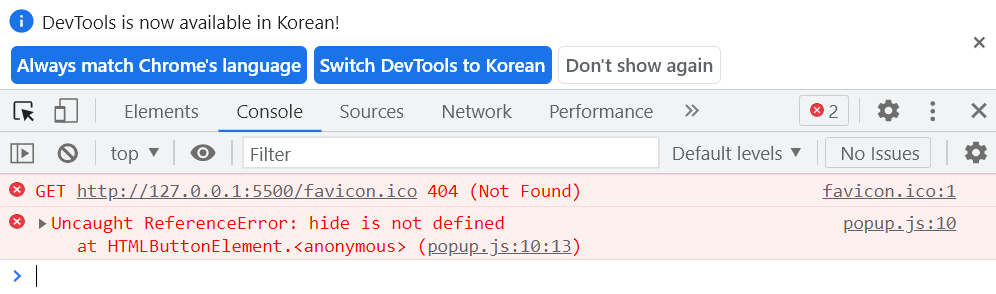 DevTools is now available in Korean!
Always match Chrome's language Switch DevTools to Korean Don't show again
Elements Console Sources Network Performance 2
top Filter Default levels No Issues
GET http://127.0.0.1:5500/favicon.ico 404 (Not Found) favicon.ico:1
Uncaught ReferenceError: hide is not defined popup.js:10
at HTMLButtonElement.<anonymous> (popup.js:10:13)